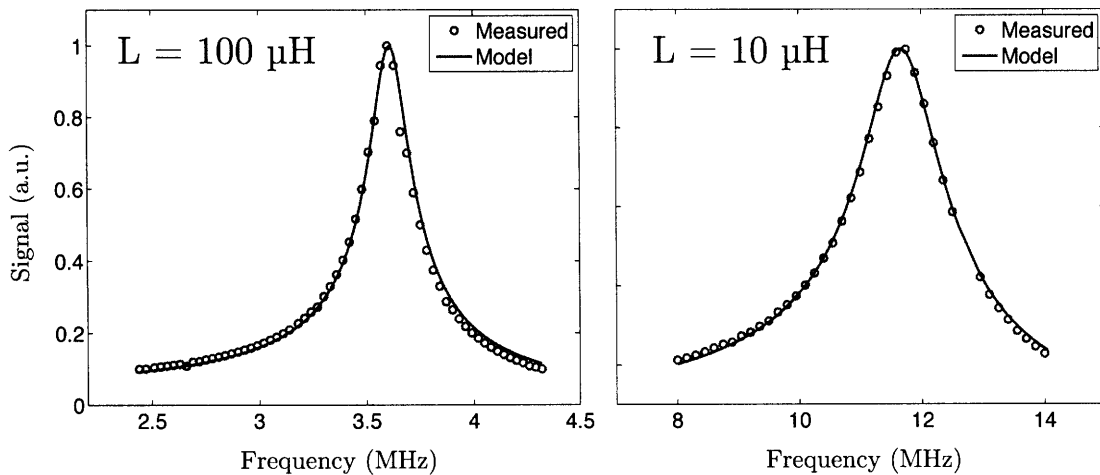 L = 100 µH
Measured
Model
1
0.8
0.6
0.4
0.2
0
Signal (a.u.)
2.5 3 3.5 4 4.5
Frequency (MHz)
L = 10 µH
Measured
Model
8 10 12 14
Frequency (MHz)